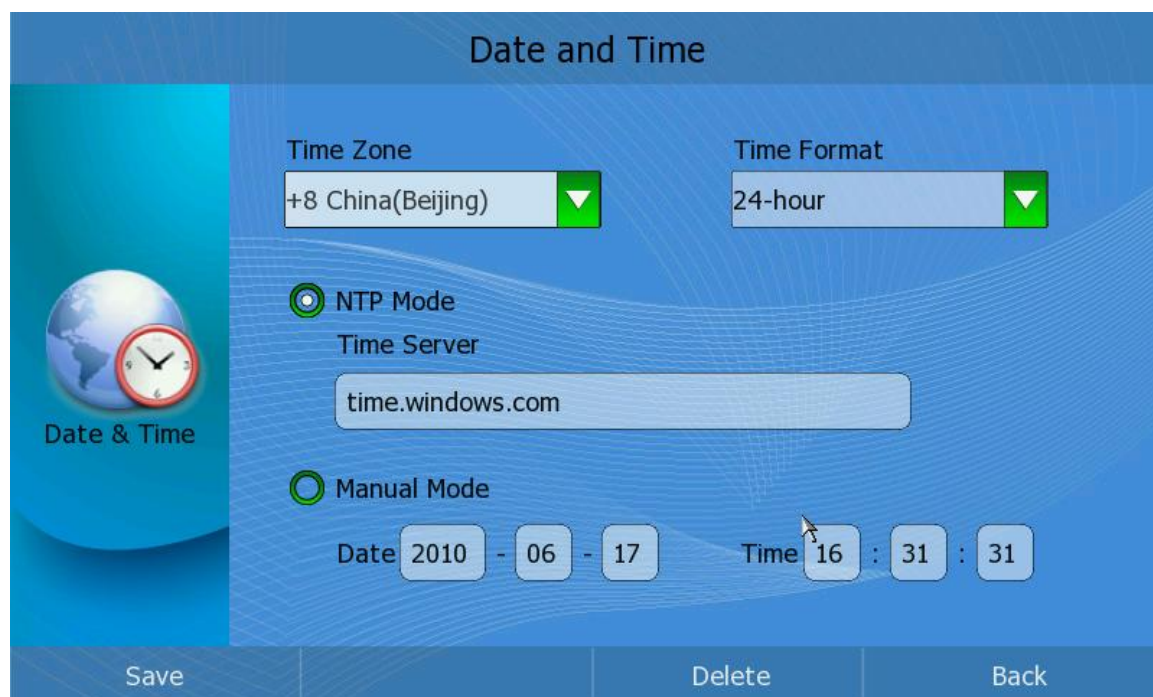 Date and Time
Time Zone Time Format
+8 China(Beijing) 24-hour
NTP Mode
Time Server
time.windows.com
Date & Time
Manual Mode
Date 2010 - 06 - 17 Time 16 : 31 : 31
Save Delete Back